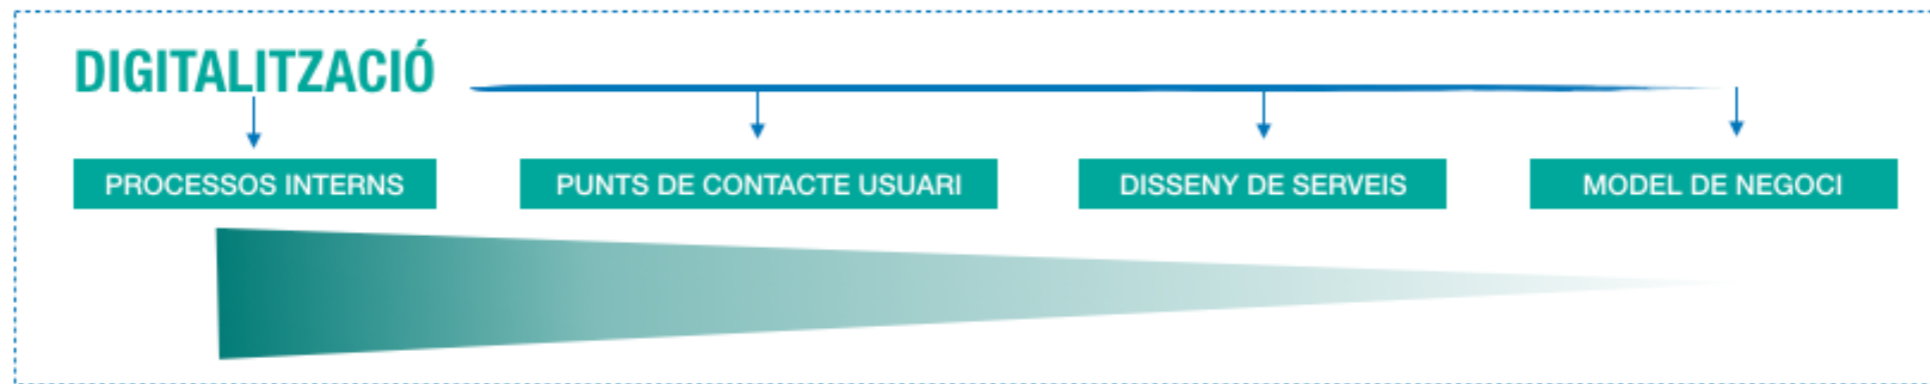 DIGITALITZACIÓ
PROCESSOS INTERNS
PUNTS DE CONTACTE USUARI
DISSENY DE SERVEIS
MODEL DE NEGOCI